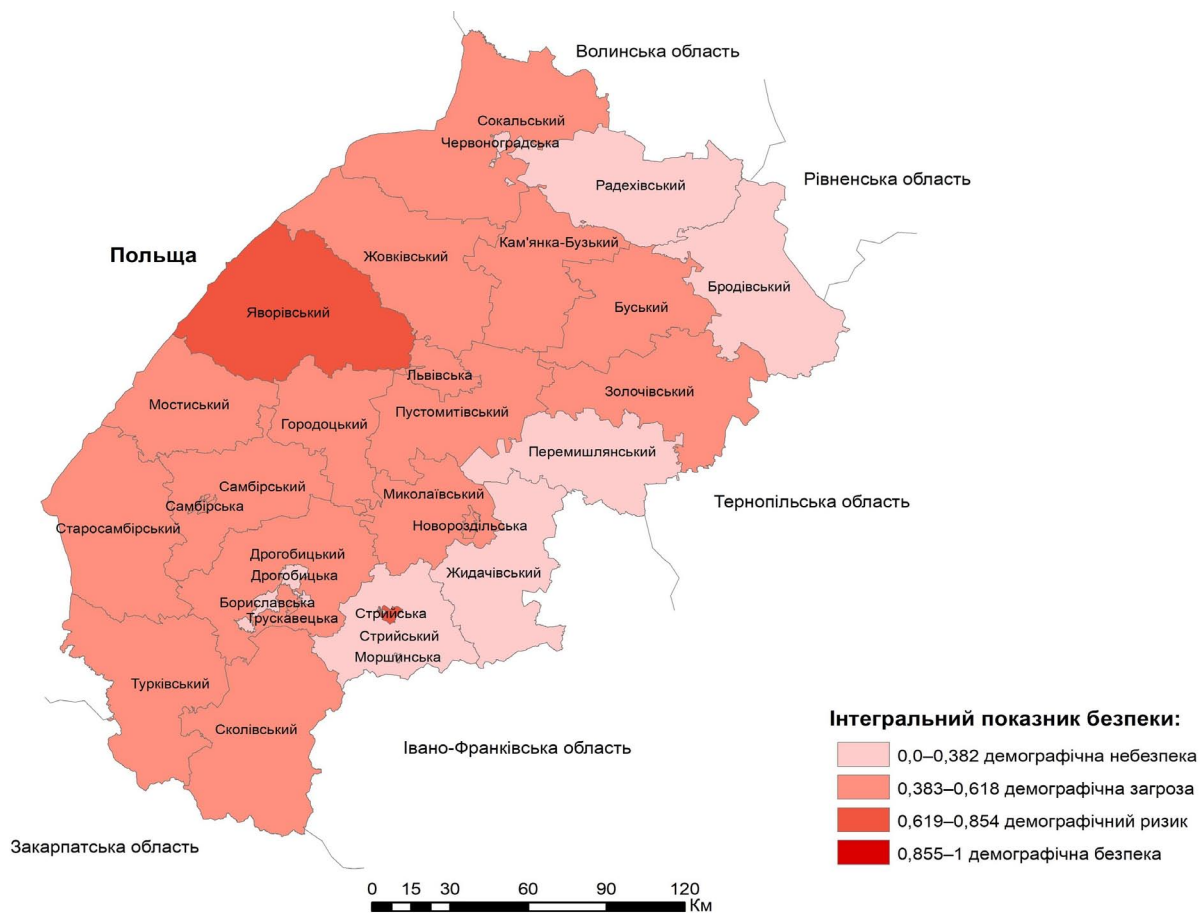 Волинська область
Сокальський
Червоноградська
Радехівський
Рівненська область
Польща
Жовківський
Кам'янка-Бузький
Бродівський
Яворівський
Буський
Львівська
Золочівський
Мостиський
Пустомитівський
Городоцький
Перемишлянський
Самбірський
Миколаївський
Тернопільська область
Самбірська
Старосамбірський
Новороздільська
Дрогобицький
Жидачівський
Дрогобицька
Бориславська
Стрийська
Трускавецька
Стрийський
Моршинська
Турківський
Сколівський
Івано-Франківська область
Закарпатська область
Інтегральний показник безпеки:
0,0–0,382 демографічна небезпека
0,383–0,618 демографічна загроза
0,619–0,854 демографічний ризик
0,855–1 демографічна безпека
0 15 30 60 90 120
Км